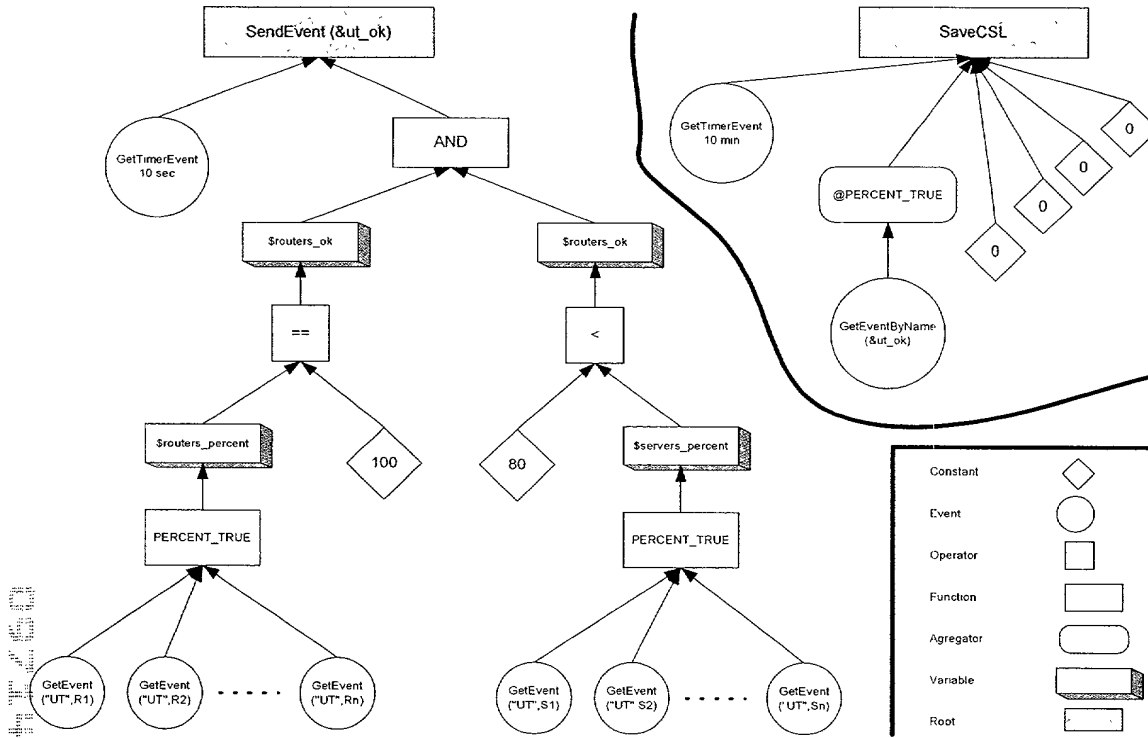 SendEvent (&ut_ok)
GetTimerEvent
10 sec
AND
$routers_ok
$routers_ok
==
<
$routers_percent
100
80
$servers_percent
PERCENT_TRUE
PERCENT_TRUE
GetEvent
("UT",R1)
GetEvent
("UT",R2)
GetEvent
("UT",Rn)
GetEvent
("UT",S1)
GetEvent
("UT" S2)
GetEvent
("UT",Sn)
SaveCSL
GetTimerEvent
10 min
@PERCENT_TRUE
0
0
0
0
GetEventByName
(&ut_ok)
Constant
Event
Operator
Function
Agregator
Variable
Root